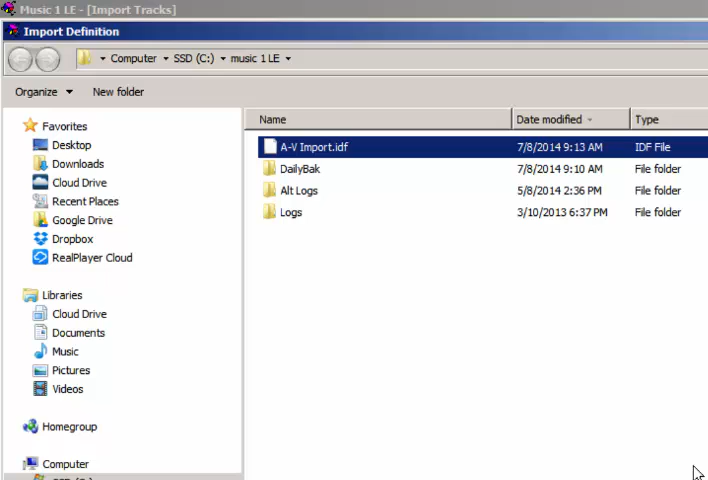 Music 1 LE - [Import Tracks]
Import Definition
Computer SSD (C:) music 1 LE
Organize New folder
Name Date modified Type
Favorites
Desktop
Downloads
Cloud Drive
Recent Places
Google Drive
Dropbox
RealPlayer Cloud
Libraries
Cloud Drive
Documents
Music
Pictures
Videos
Homegroup
Computer
A-V Import.idf 7/8/2014 9:13 AM IDF File
DailyBak 7/8/2014 9:10 AM File folder
Alt Logs 5/8/2014 2:36 PM File folder
Logs 3/10/2013 6:37 PM File folder